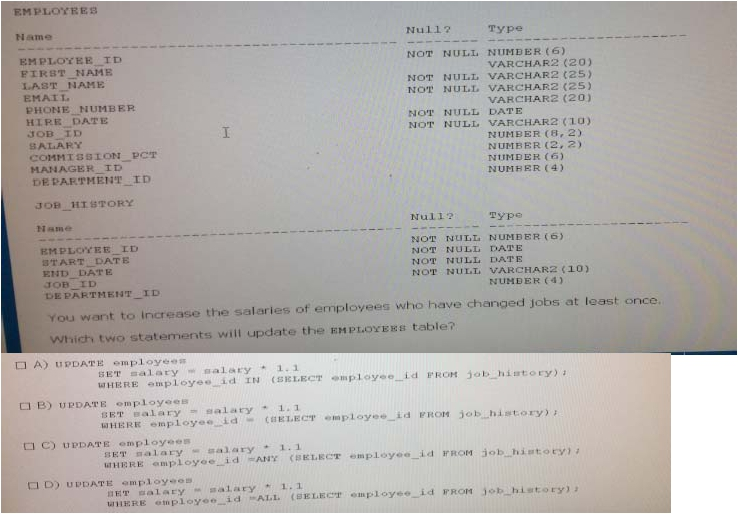 EMPLOYEES
Name Null? Type
EMPLOYEE_ID NOT NULL NUMBER(6)
FIRST_NAME VARCHAR2(20)
LAST_NAME NOT NULL VARCHAR2(25)
EMAIL NOT NULL VARCHAR2(25)
PHONE_NUMBER VARCHAR2(20)
HIRE_DATE NOT NULL DATE
JOB_ID NOT NULL VARCHAR2(10)
SALARY NUMBER(8,2)
COMMISSION_PCT NUMBER(2,2)
MANAGER_ID NUMBER(6)
DEPARTMENT_ID NUMBER(4)
JOB_HISTORY
Name Null? Type
EMPLOYEE_ID NOT NULL NUMBER(6)
START_DATE NOT NULL DATE
END_DATE NOT NULL DATE
JOB_ID NOT NULL VARCHAR2(10)
DEPARTMENT_ID NUMBER(4)
You want to increase the salaries of employees who have changed jobs at least once.
Which two statements will update the EMPLOYEES table?
A) UPDATE employees
SET salary = salary * 1.1
WHERE employee_id IN (SELECT employee_id FROM job_history);
B) UPDATE employees
SET salary = salary * 1.1
WHERE employee_id = (SELECT employee_id FROM job_history);
C) UPDATE employees
SET salary = salary * 1.1
WHERE employee_id =ANY (SELECT employee_id FROM job_history);
D) UPDATE employees
SET salary = salary * 1.1
WHERE employee_id =ALL (SELECT employee_id FROM job_history);